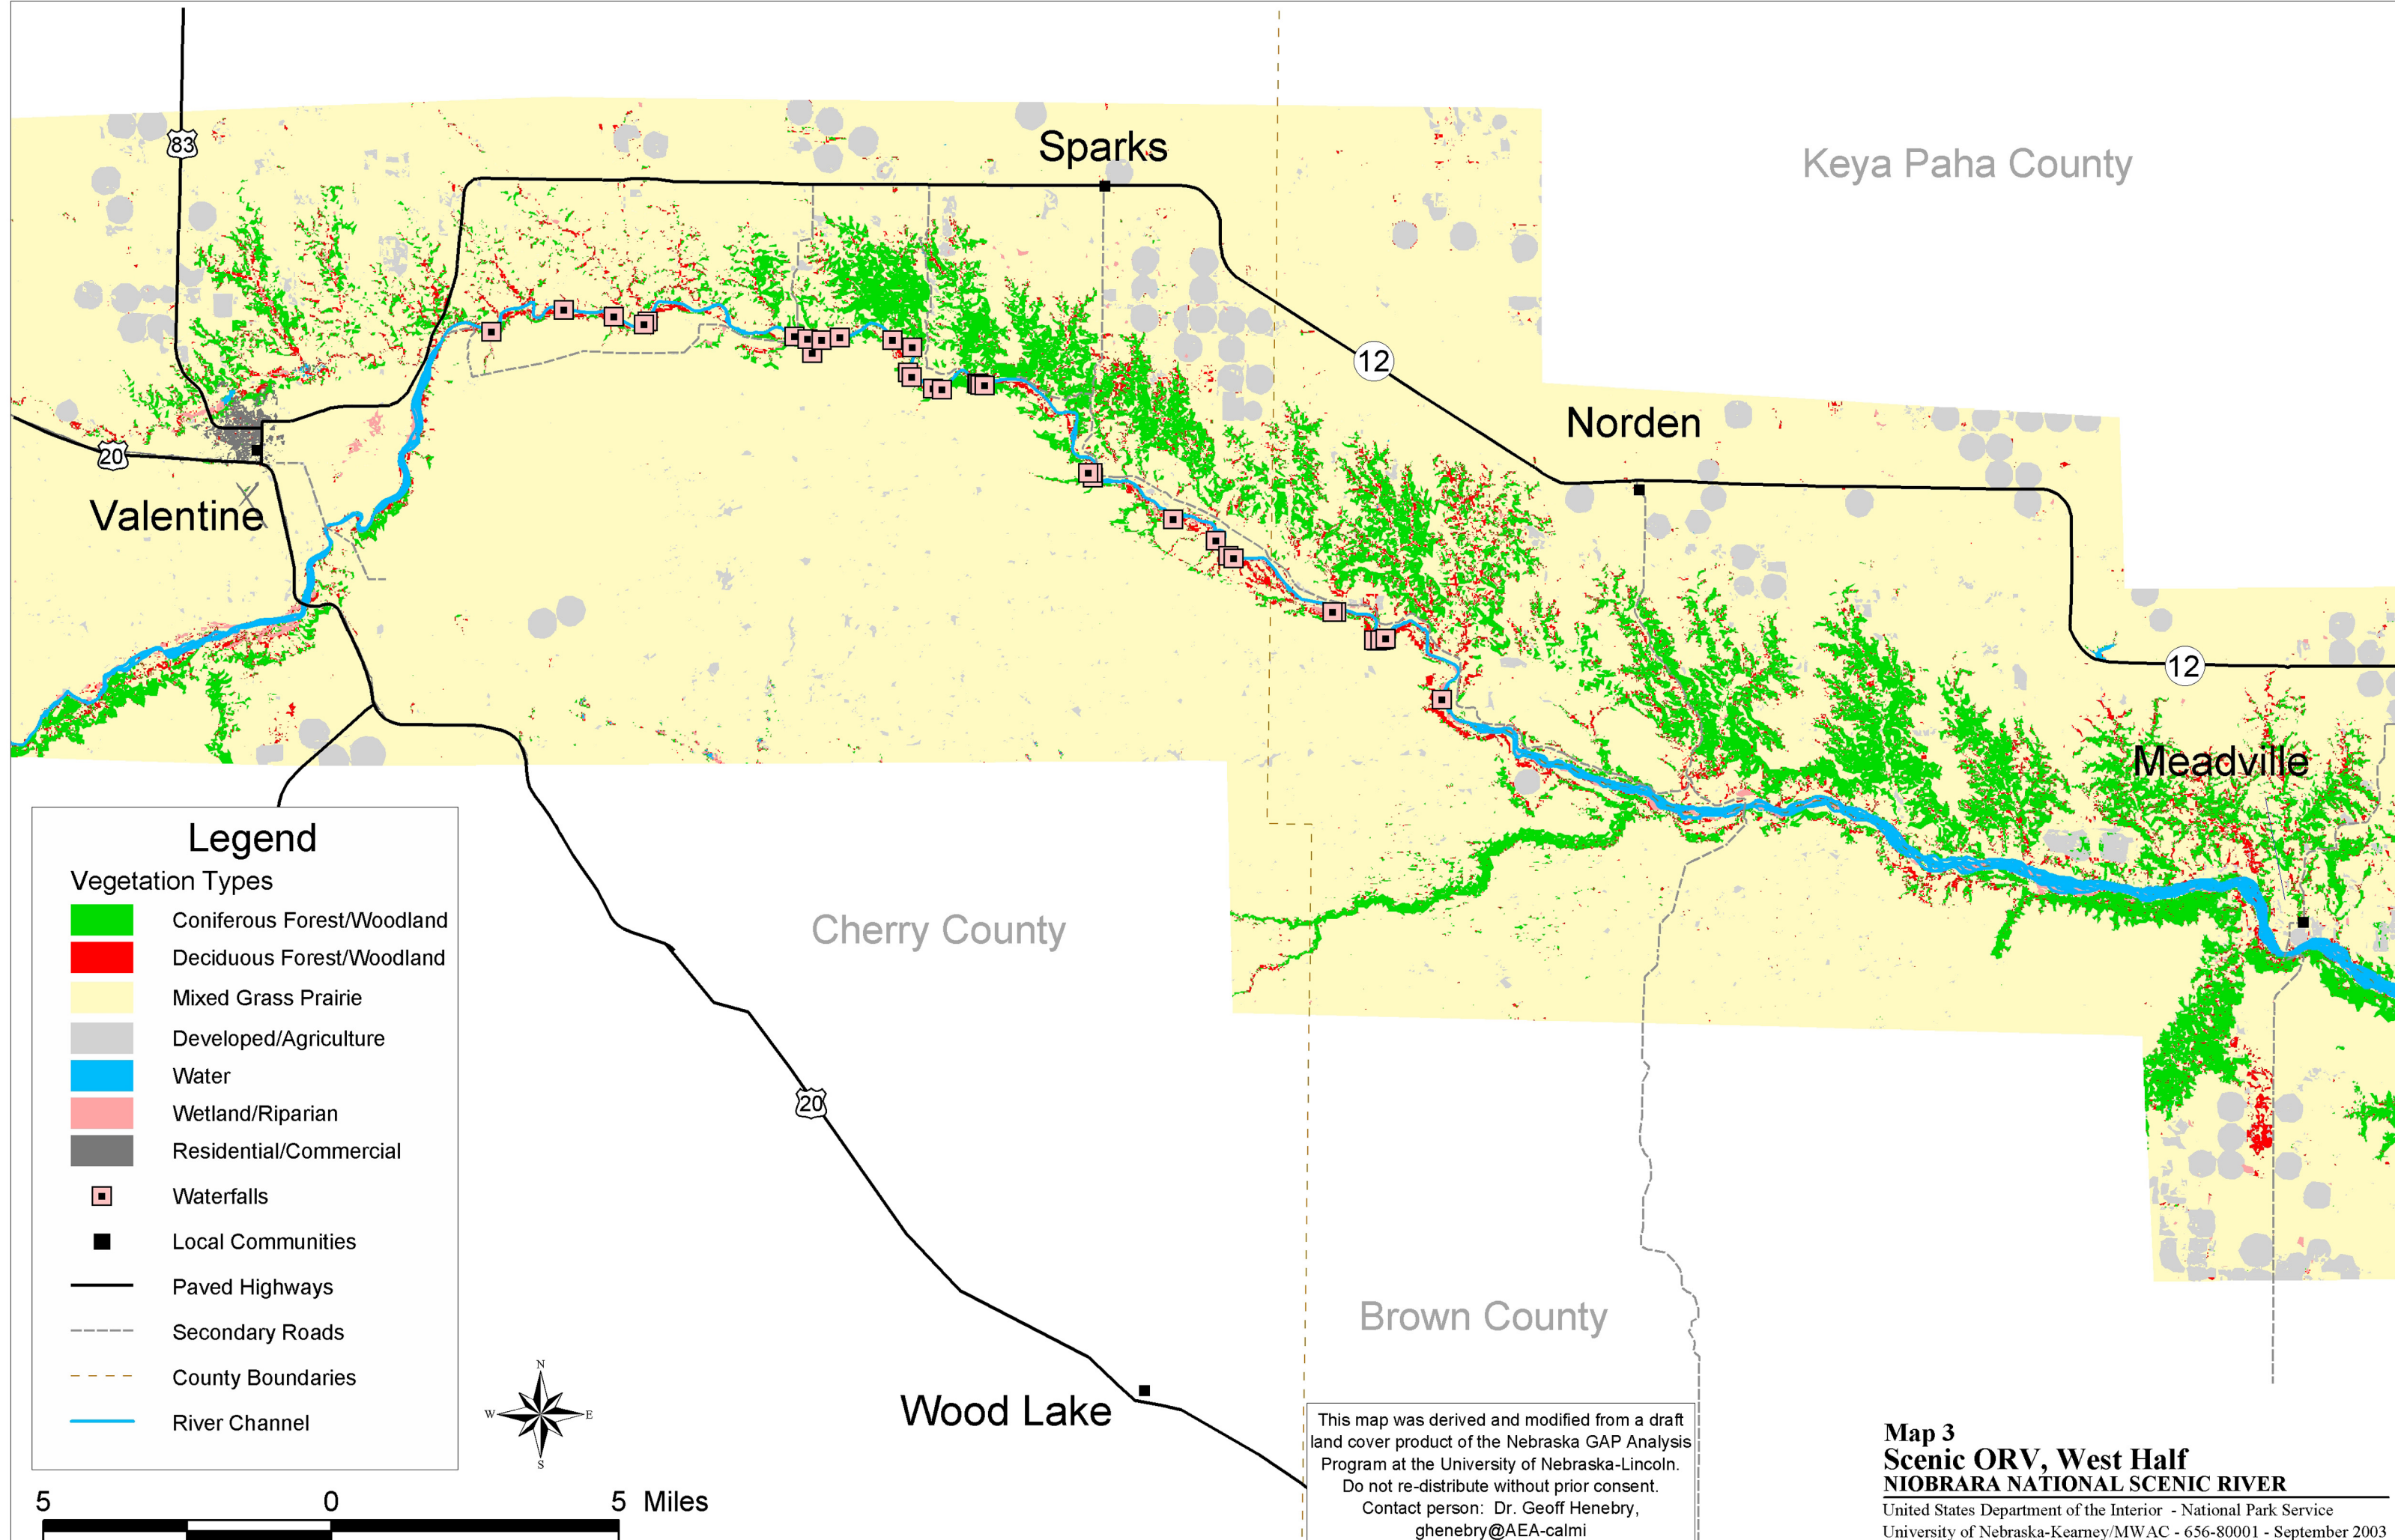 83
Sparks
Keya Paha County
12
Norden
20
Valentine
12
Meadville
Legend
Vegetation Types
Coniferous Forest/Woodland
Deciduous Forest/Woodland
Mixed Grass Prairie
Developed/Agriculture
Water
Wetland/Riparian
Residential/Commercial
Waterfalls
Local Communities
Paved Highways
Secondary Roads
County Boundaries
River Channel
Cherry County
20
Brown County
Wood Lake
N
W E
S
5 0 5 Miles
This map was derived and modified from a draft
land cover product of the Nebraska GAP Analysis
Program at the University of Nebraska-Lincoln.
Do not re-distribute without prior consent.
Contact person: Dr. Geoff Henebry,
ghenebry@AEA-calmi
Map 3
Scenic ORV, West Half
NIOBRARA NATIONAL SCENIC RIVER
United States Department of the Interior - National Park Service
University of Nebraska-Kearney/MWAC - 656-80001 - September 2003